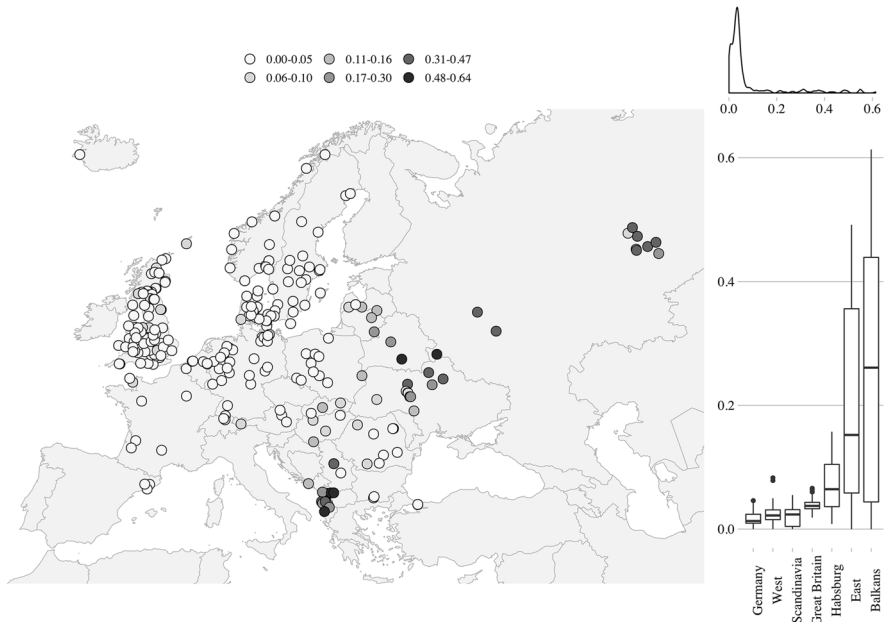 0.00-0.05 0.11-0.16 0.31-0.47
0.06-0.10 0.17-0.30 0.48-0.64
0.0 0.2 0.4 0.6
0.6
0.4
0.2
0.0
Germany
West
Scandinavia
Great Britain
Habsburg
East
Balkans